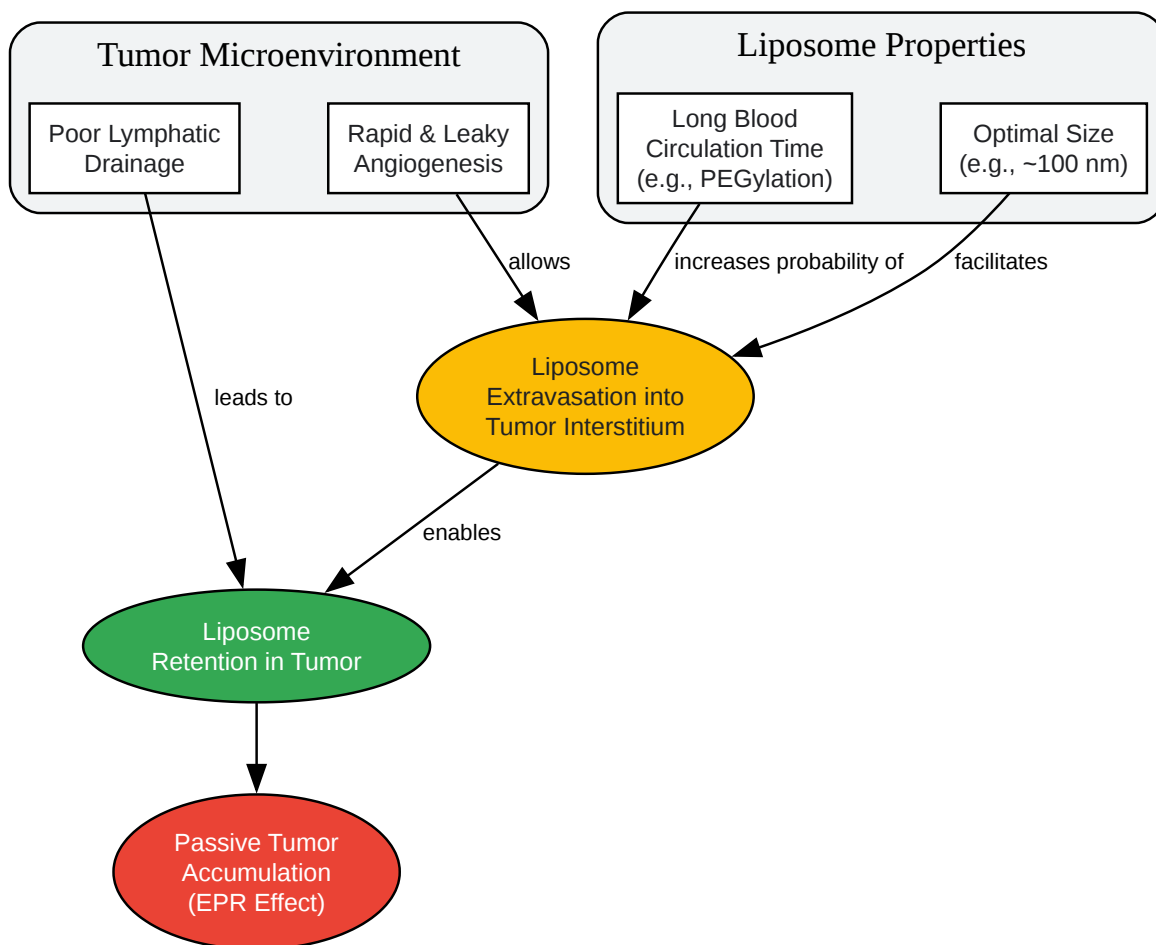 Tumor Microenvironment
Liposome Properties
Poor Lymphatic
Drainage
Rapid & Leaky
Angiogenesis
Long Blood
Circulation Time
(e.g., PEGylation)
Optimal Size
(e.g., ~100 nm)
allows
increases probability of
facilitates
Liposome
Extravasation into
Tumor Interstitium
leads to
enables
Liposome
Retention in Tumor
Passive Tumor
Accumulation
(EPR Effect)